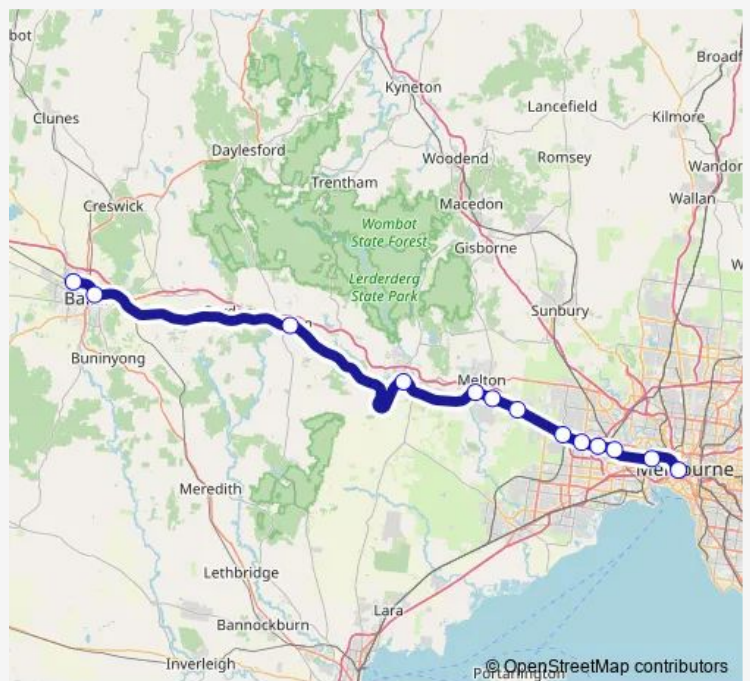 Broadf
Kyneton
Clunes
Lancefield
Kilmore
Daylesford
Woodend
Romsey
Wandor
Trentham
Macedon
Wallan
Creswick
Wombat
State Forest
Gisborne
Lerderderg
State Park
Sunbury
Buninyong
Melton
Melbourne
Meredith
Lethbridge
Lara
Bannockburn
Inverleigh
© OpenStreetMap contributors